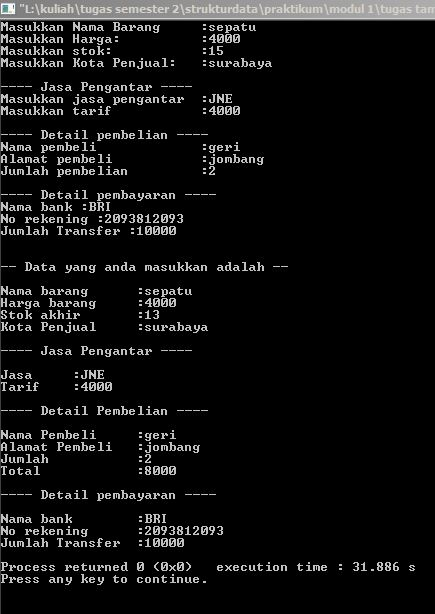 "L:\kuliah\tugas semester 2\strukturdata\praktikum\modul 1\tugas tam
Masukkan Nama Barang :sepatu
Masukkan Harga: :4000
Masukkan stok: :15
Masukkan Kota Penjual: :surabaya
---- Jasa Pengantar ----
Masukkan jasa pengantar :JNE
Masukkan tarif :4000
---- Detail pembelian ----
Nama pembeli :geri
Alamat pembeli :jombang
Jumlah pembelian :2
---- Detail pembayaran ----
Nama bank :BRI
No rekening :2093812093
Jumlah Transfer :10000
-- Data yang anda masukkan adalah --
Nama barang :sepatu
Harga barang :4000
Stok akhir :13
Kota Penjual :surabaya
---- Jasa Pengantar ----
Jasa :JNE
Tarif :4000
---- Detail Pembelian ----
Nama Pembeli :geri
Alamat Pembeli :jombang
Jumlah :2
Total :8000
---- Detail pembayaran ----
Nama bank :BRI
No rekening :2093812093
Jumlah Transfer :10000
Process returned 0 (0x0) execution time : 31.886 s
Press any key to continue.